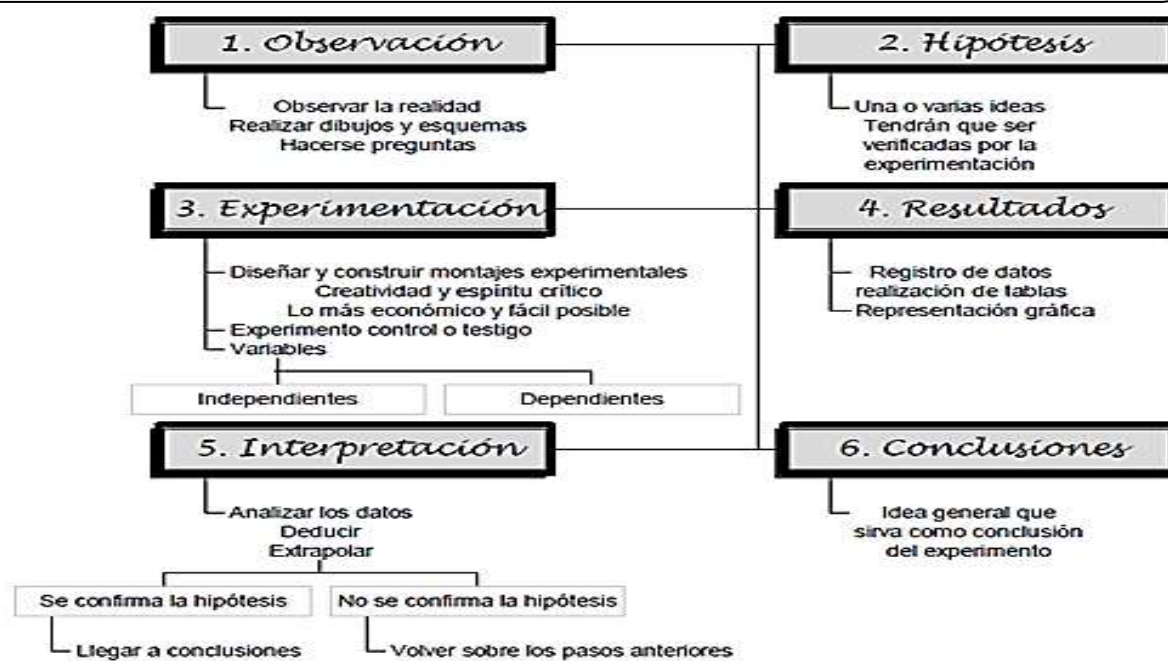 1. Observación
Observar la realidad
Realizar dibujos y esquemas
Hacerse preguntas
2. Hipótesis
Una o varias ideas
Tendrán que ser
verificadas por la
experimentación
3. Experimentación
Diseñar y construir montajes experimentales
Creatividad y espíritu crítico
Lo más económico y fácil posible
Experimento control o testigo
Variables
Independientes
Dependientes
4. Resultados
Registro de datos
realización de tablas
Representación gráfica
5. Interpretación
Analizar los datos
Deducir
Extrapolar
Se confirma la hipótesis
Llegar a conclusiones
No se confirma la hipótesis
Volver sobre los pasos anteriores
6. Conclusiones
Idea general que
sirva como conclusión
del experimento